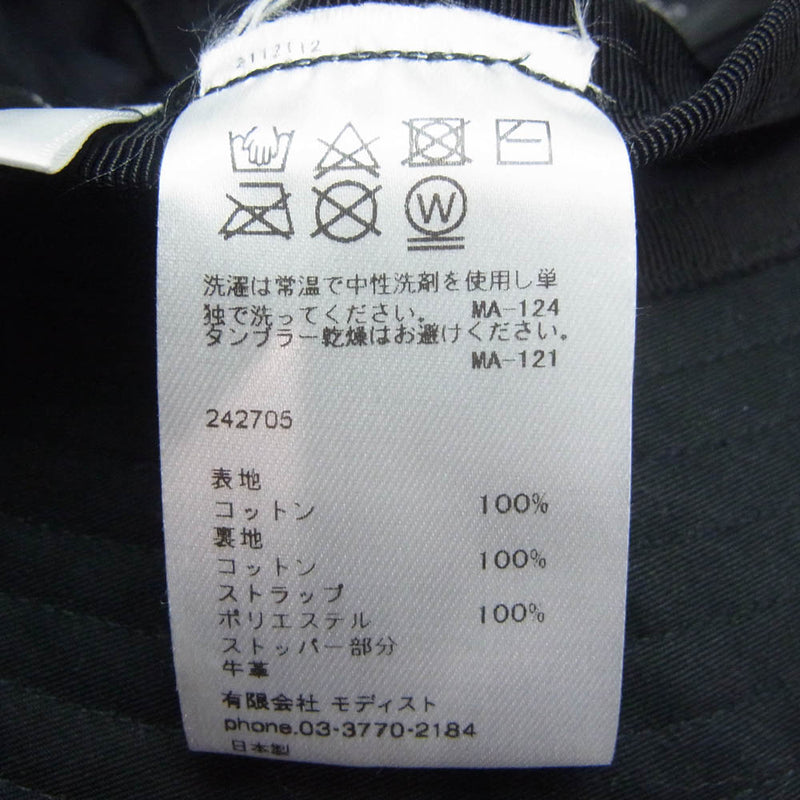 2112112
W
洗濯は常温で中性洗剤を使用し単
独で洗ってください。 MA-124
タンブラー乾燥はお避けください。
MA-121
242705
表地
コットン 100%
裏地
コットン 100%
ストラップ
ポリエステル 100%
ストッパー部分
牛革
有限会社 モディスト
phone.03-3770-2184
日本製